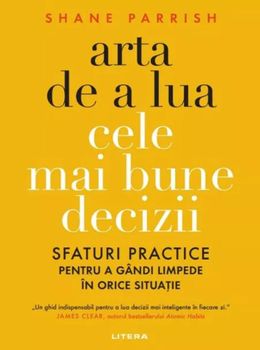 SHANE PARRISH
arta
de a lua
cele
mai bune
decizii
SFATURI PRACTICE
PENTRU A GÂNDI LIMPEDE
ÎN ORICE SITUAȚIE
„Un ghid indispensabil pentru a lua decizii mai inteligente în fiecare zi.”
JAMES CLEAR, autorul bestsellerului Atomic Habits
LITERA